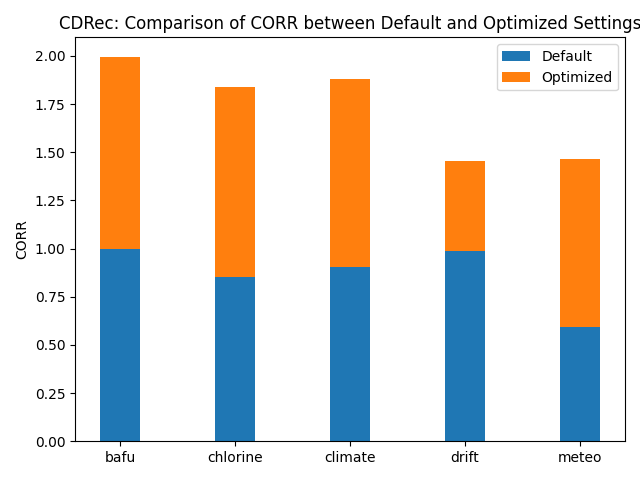 CDRec: Comparison of CORR between Default and Optimized Settings
Default
Optimized
CORR
2.00
1.75
1.50
1.25
1.00
0.75
0.50
0.25
0.00
bafu
chlorine
climate
drift
meteo